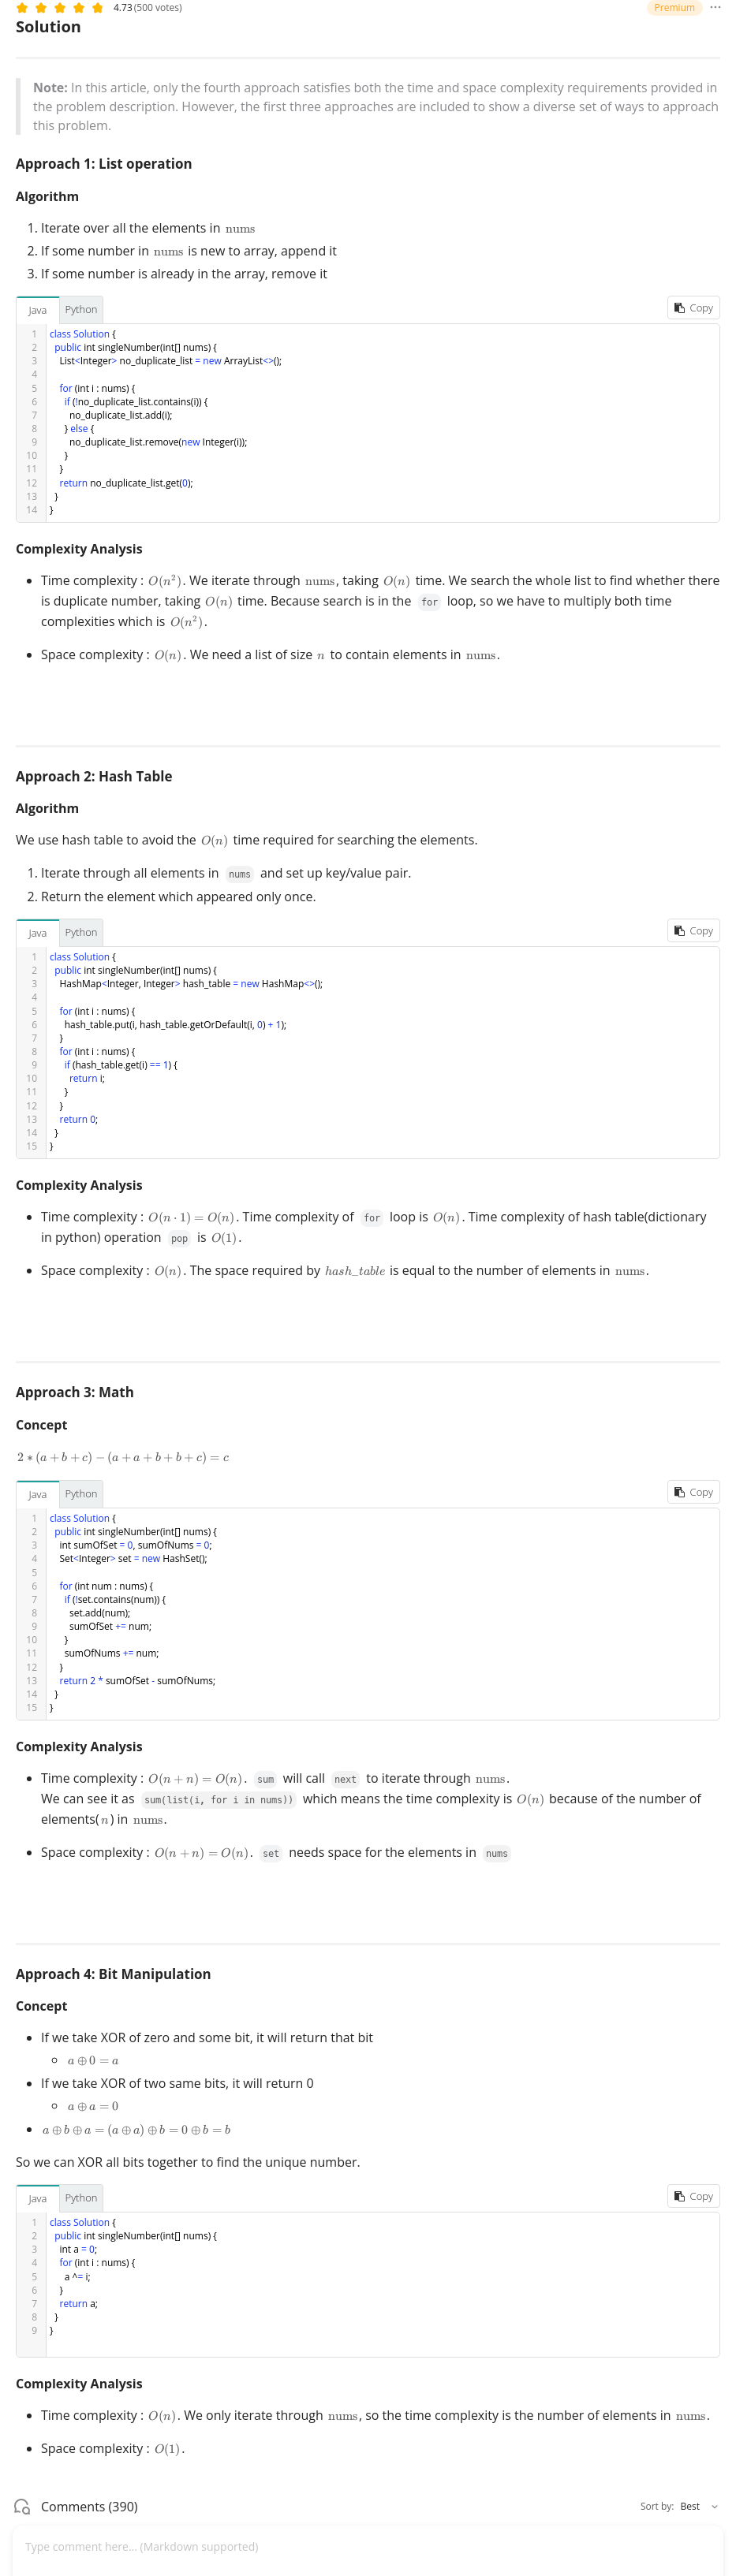 4.73 (500 votes)
Premium
Solution
Note: In this article, only the fourth approach satisfies both the time and space complexity requirements provided in
the problem description. However, the first three approaches are included to show a diverse set of ways to approach
this problem.
Approach 1: List operation
Algorithm
1. Iterate over all the elements in nums
2. If some number in nums is new to array, append it
3. If some number is already in the array, remove it
Java Python Copy
1 class Solution {
2 public int singleNumber(int[] nums) {
3 List<Integer> no_duplicate_list = new ArrayList<>();
4
5 for (int i : nums) {
6 if (!no_duplicate_list.contains(i)) {
7 no_duplicate_list.add(i);
8 } else {
9 no_duplicate_list.remove(new Integer(i));
10 }
11 }
12 return no_duplicate_list.get(0);
13 }
14 }
Complexity Analysis
• Time complexity : O(n²). We iterate through nums, taking O(n) time. We search the whole list to find whether there
is duplicate number, taking O(n) time. Because search is in the for loop, so we have to multiply both time
complexities which is O(n²).
• Space complexity : O(n). We need a list of size n to contain elements in nums.
Approach 2: Hash Table
Algorithm
We use hash table to avoid the O(n) time required for searching the elements.
1. Iterate through all elements in nums and set up key/value pair.
2. Return the element which appeared only once.
Java Python Copy
1 class Solution {
2 public int singleNumber(int[] nums) {
3 HashMap<Integer, Integer> hash_table = new HashMap<>();
4
5 for (int i : nums) {
6 hash_table.put(i, hash_table.getOrDefault(i, 0) + 1);
7 }
8 for (int i : nums) {
9 if (hash_table.get(i) == 1) {
10 return i;
11 }
12 }
13 return 0;
14 }
15 }
Complexity Analysis
• Time complexity : O(n · 1) = O(n). Time complexity of for loop is O(n). Time complexity of hash table(dictionary
in python) operation pop is O(1).
• Space complexity : O(n). The space required by hash_table is equal to the number of elements in nums.
Approach 3: Math
Concept
2 * (a + b + c) − (a + a + b + b + c) = c
Java Python Copy
1 class Solution {
2 public int singleNumber(int[] nums) {
3 int sumOfSet = 0, sumOfNums = 0;
4 Set<Integer> set = new HashSet();
5
6 for (int num : nums) {
7 if (!set.contains(num)) {
8 set.add(num);
9 sumOfSet += num;
10 }
11 sumOfNums += num;
12 }
13 return 2 * sumOfSet - sumOfNums;
14 }
15 }
Complexity Analysis
• Time complexity : O(n + n) = O(n). sum will call next to iterate through nums.
We can see it as sum(list(i, for i in nums)) which means the time complexity is O(n) because of the number of
elements(n) in nums.
• Space complexity : O(n + n) = O(n). set needs space for the elements in nums
Approach 4: Bit Manipulation
Concept
• If we take XOR of zero and some bit, it will return that bit
◦ a ⊕ 0 = a
• If we take XOR of two same bits, it will return 0
◦ a ⊕ a = 0
• a ⊕ b ⊕ a = (a ⊕ a) ⊕ b = 0 ⊕ b = b
So we can XOR all bits together to find the unique number.
Java Python Copy
1 class Solution {
2 public int singleNumber(int[] nums) {
3 int a = 0;
4 for (int i : nums) {
5 a ^= i;
6 }
7 return a;
8 }
9 }
Complexity Analysis
• Time complexity : O(n). We only iterate through nums, so the time complexity is the number of elements in nums.
• Space complexity : O(1).
Comments (390)
Sort by: Best
Type comment here... (Markdown supported)